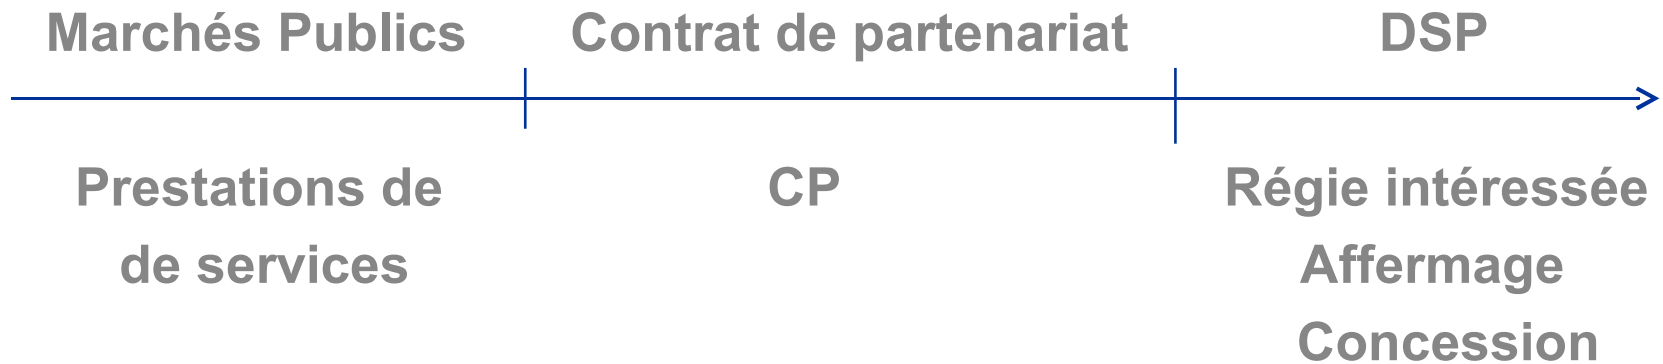 Marchés Publics
Contrat de partenariat
DSP
Prestations de
de services
CP
Régie intéressée
Affermage
Concession